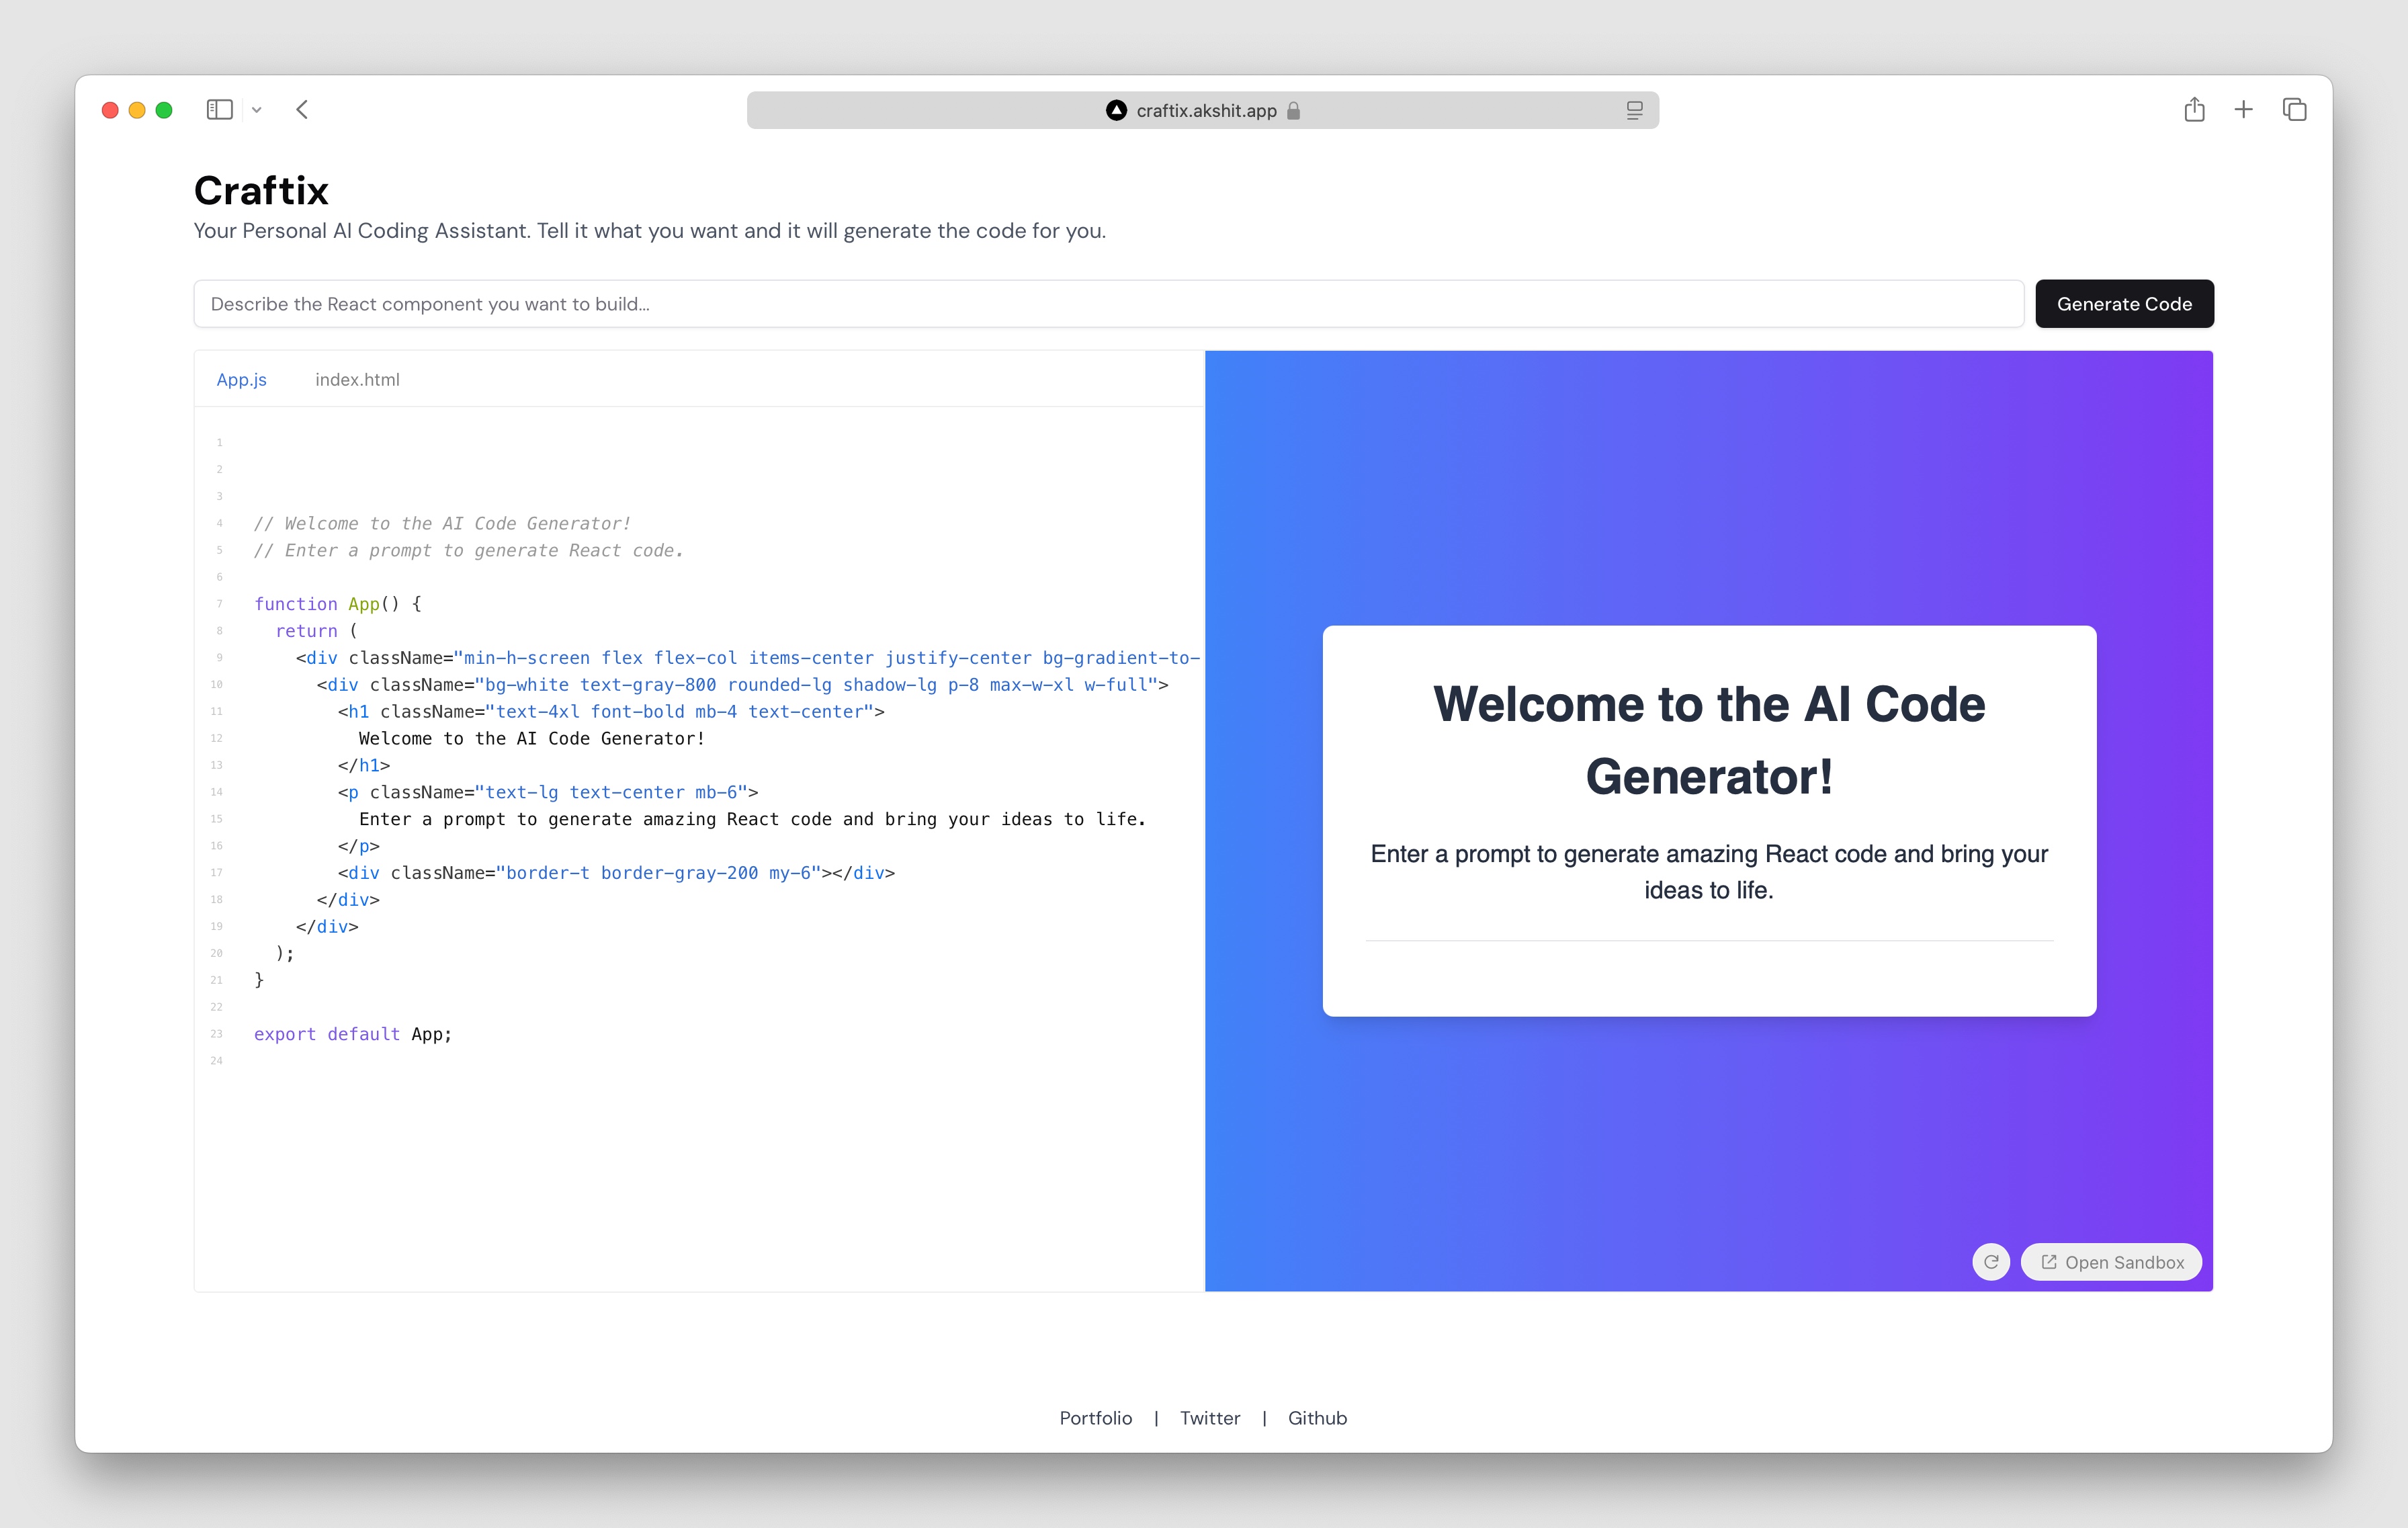 craftix.akshit.app
Craftix
Your Personal AI Coding Assistant. Tell it what you want and it will generate the code for you.
Describe the React component you want to build...
Generate Code
App.js index.html
1
2
3
4 // Welcome to the AI Code Generator!
5 // Enter a prompt to generate React code.
6
7 function App() {
8 return (
9 <div className="min-h-screen flex flex-col items-center justify-center bg-gradient-to-
10 <div className="bg-white text-gray-800 rounded-lg shadow-lg p-8 max-w-xl w-full">
11 <h1 className="text-4xl font-bold mb-4 text-center">
12 Welcome to the AI Code Generator!
13 </h1>
14 <p className="text-lg text-center mb-6">
15 Enter a prompt to generate amazing React code and bring your ideas to life.
16 </p>
17 <div className="border-t border-gray-200 my-6"></div>
18 </div>
19 </div>
20 );
21 }
22
23 export default App;
24
Welcome to the AI Code
Generator!
Enter a prompt to generate amazing React code and bring your
ideas to life.
Open Sandbox
Portfolio | Twitter | Github